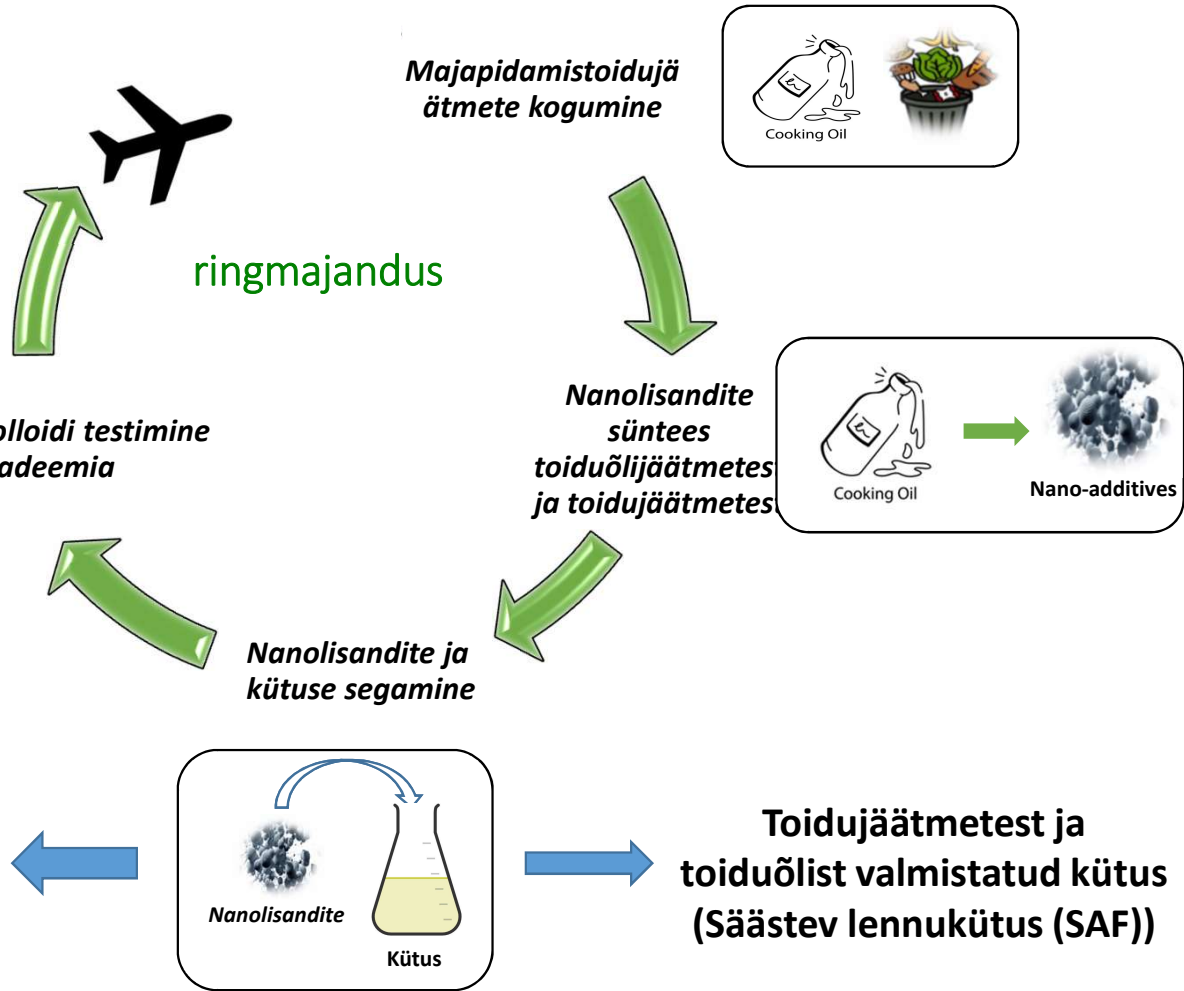 Majapidamistoidujä
ätmete kogumine
Cooking Oil
ringmajandus
olloidi testimine
adeemia
Nanolisandite
süntees
toiduõlijäätmetest
ja toidujäätmetest
Cooking Oil
Nano-additives
Nanolisandite ja
kütuse segamine
Nanolisandite
Kütus
Toidujäätmetest ja
toiduõlist valmistatud kütus
(Säästev lennukütus (SAF))